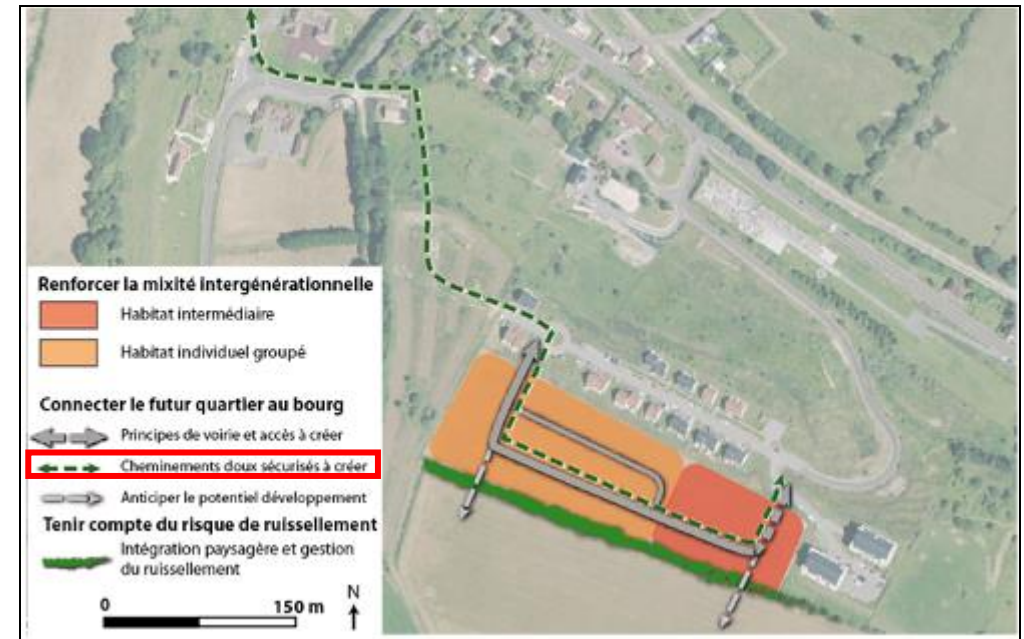 Renforcer la mixité intergénérationnelle
Habitat intermédiaire
Habitat individuel groupé
Connecter le futur quartier au bourg
Principes de voirie et accès à créer
Cheminements doux sécurisés à créer
Anticiper le potentiel développement
Tenir compte du risque de ruissellement
Intégration paysagère et gestion
du ruissellement
0 150 m
N